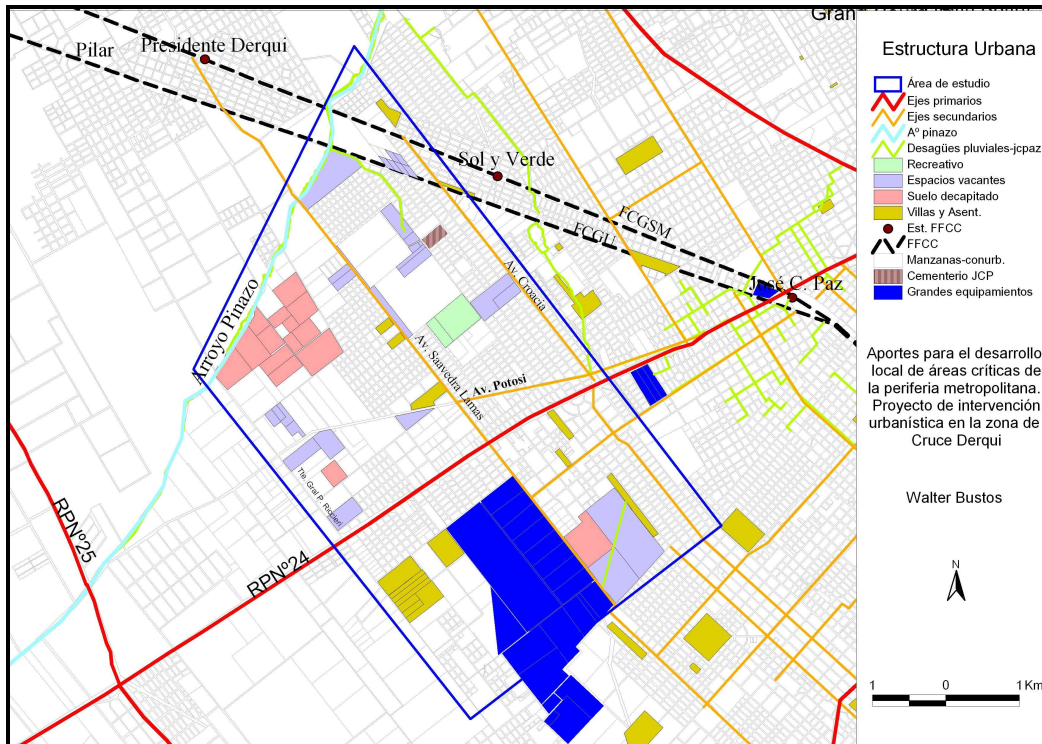 Pilar
Presidente Derqui
Sol y Verde
FCGSM
FCGU
José C. Paz
Av. Croacia
Arroyo Pinazo
Av. Saavedra Lamas
Av. Potosi
Tte. Gral P. Riccieri
RPNº25
RPNº24
Estructura Urbana
Área de estudio
Ejes primarios
Ejes secundarios
Aº pinazo
Desagües pluviales-jcpaz
Recreativo
Espacios vacantes
Suelo decapitado
Villas y Asent.
Est. FFCC
FFCC
Manzanas-conurb.
Cementerio JCP
Grandes equipamientos
Aportes para el desarrollo
local de áreas críticas de
la periferia metropolitana.
Proyecto de intervención
urbanística en la zona de
Cruce Derqui
Walter Bustos
N
1 0 1 Km